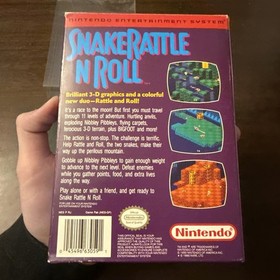 NINTENDO ENTERTAINMENT SYSTEM
SNAKE RATTLE
N ROLL
Brilliant 3-D graphics and a colorful
new duo—Rattle and Roll!
It's a race to the moon! But first you must travel
through 11 levels of adventure. Hurtling anvils,
exploding Nibbley Pibbleys, flying carpets,
ferocious 3-D terrain, plus BIGFOOT and more!
The action is non-stop. The challenge is terrific.
Help Rattle and Roll, the two snakes, make their
way up the perilous mountain.
Gobble up Nibbley Pibbleys to gain enough weight
to advance to the next level. Defeat enemies
while you gather points, food, and extra lives
along the way.
Play alone or with a friend, and get ready to
Snake Rattle N Roll.
Nintendo
THIS OFFICIAL SEAL IS YOUR